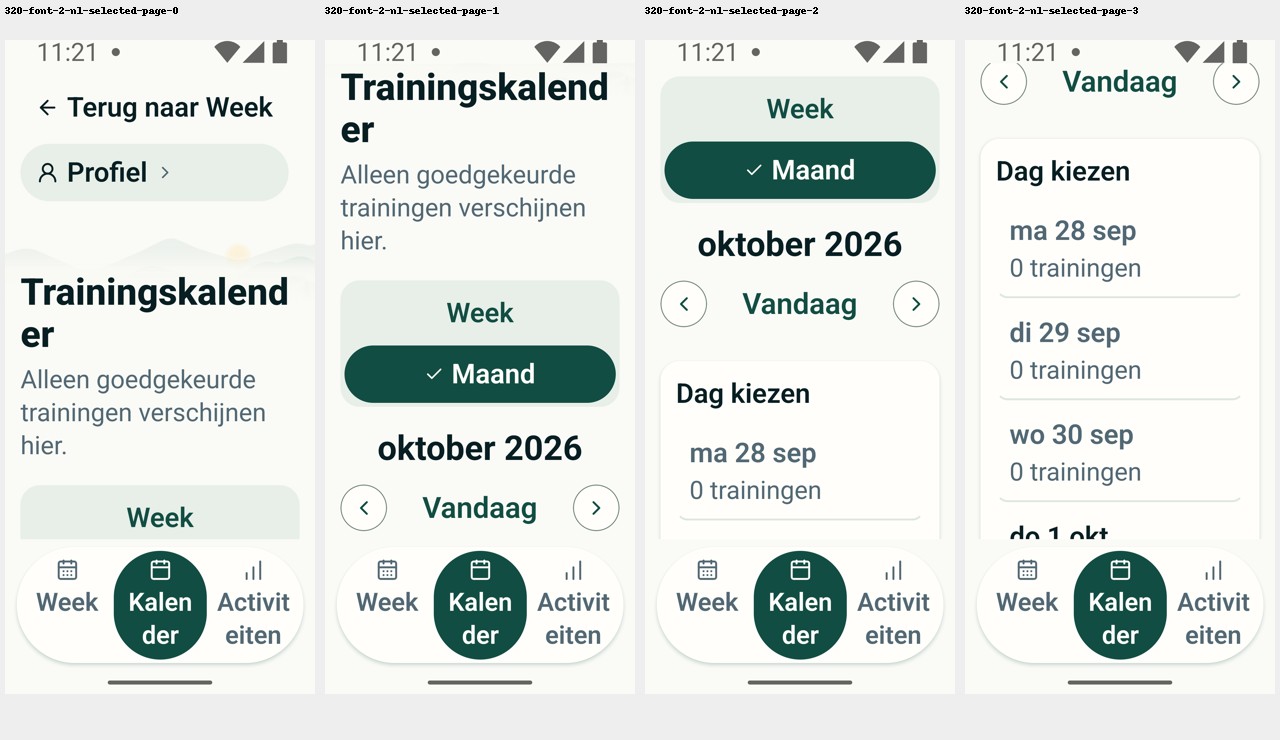 320-font-2-nl-selected-page-0
11:21
Terug naar Week
Profiel
Trainingskalend
er
Alleen goedgekeurde
trainingen verschijnen
hier.
Week
Week
Kalen
der
Activit
eiten
320-font-2-nl-selected-page-1
11:21
Trainingskalend
er
Alleen goedgekeurde
trainingen verschijnen
hier.
Week
Maand
oktober 2026
Vandaag
Week
Kalen
der
Activit
eiten
320-font-2-nl-selected-page-2
11:21
Week
Maand
oktober 2026
Vandaag
Dag kiezen
ma 28 sep
0 trainingen
Week
Kalen
der
Activit
eiten
320-font-2-nl-selected-page-3
11:21
Vandaag
Dag kiezen
ma 28 sep
0 trainingen
di 29 sep
0 trainingen
wo 30 sep
0 trainingen
do 1 okt
Week
Kalen
der
Activit
eiten